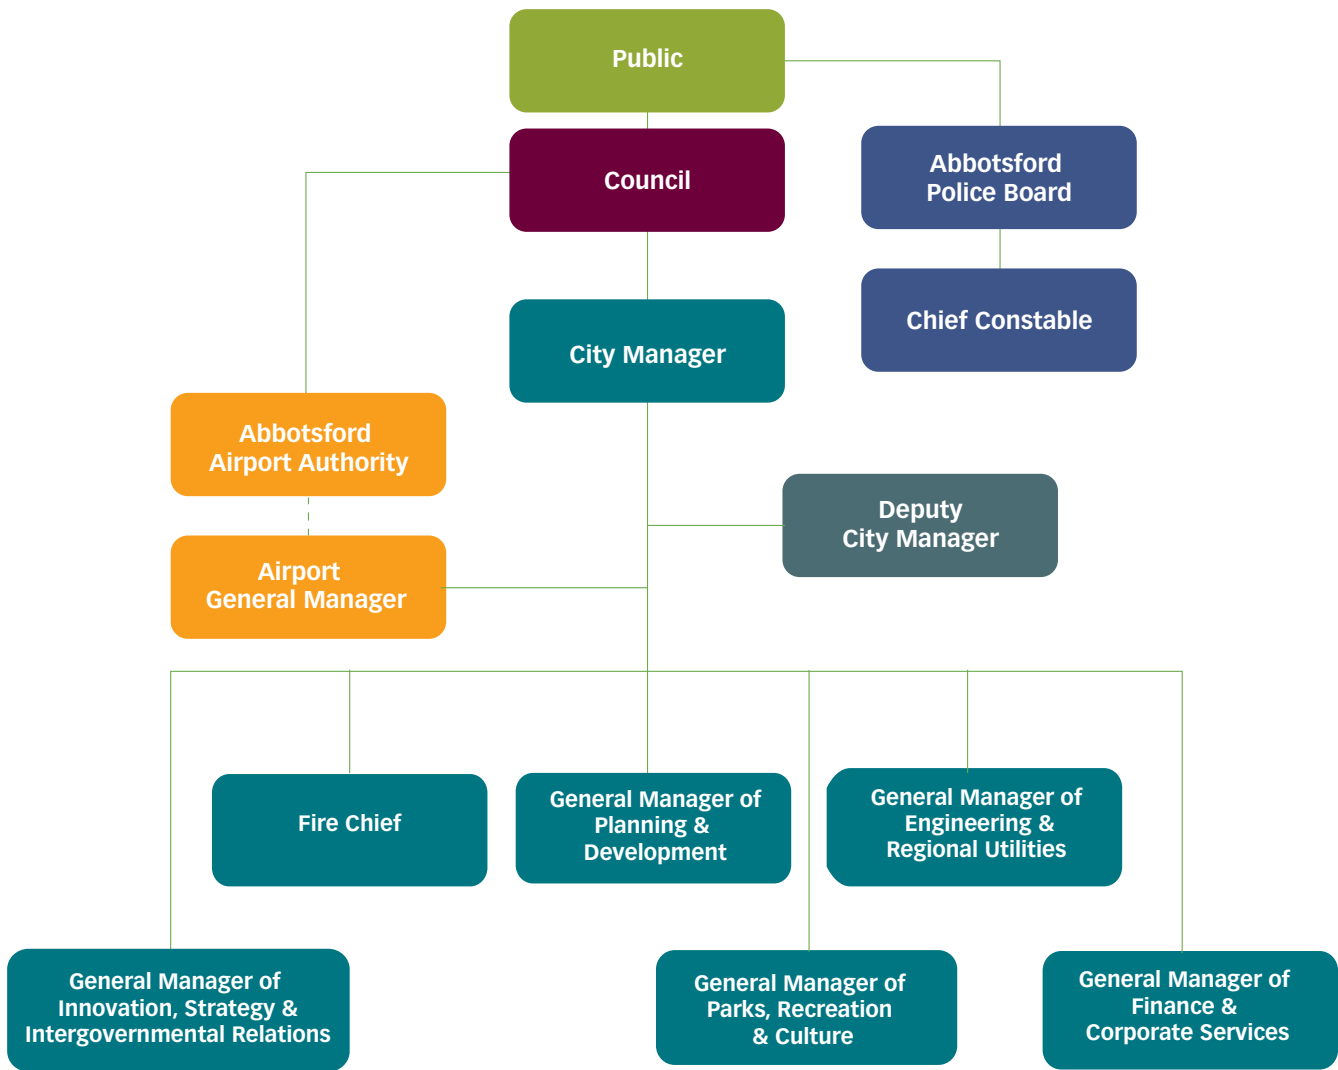 Public
Council
Abbotsford
Police Board
Chief Constable
City Manager
Abbotsford
Airport Authority
Deputy
City Manager
Airport
General Manager
Fire Chief
General Manager of
Planning &
Development
General Manager of
Engineering &
Regional Utilities
General Manager of
Innovation, Strategy &
Intergovernmental Relations
General Manager of
Parks, Recreation
& Culture
General Manager of
Finance &
Corporate Services